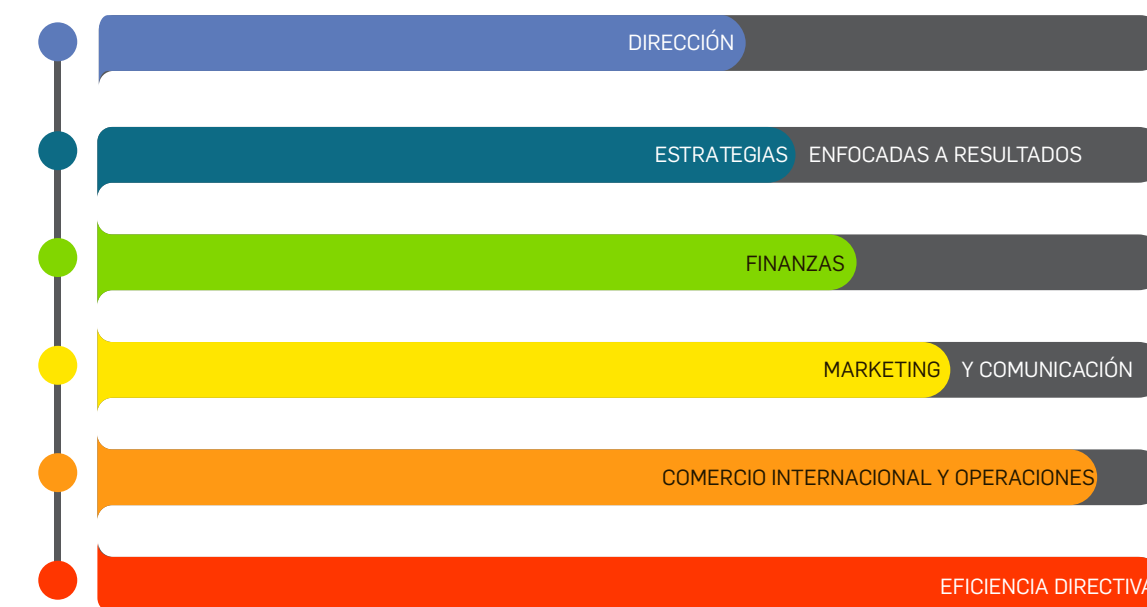 DIRECCIÓN
ESTRATEGIAS ENFOCADAS A RESULTADOS
FINANZAS
MARKETING Y COMUNICACIÓN
COMERCIO INTERNACIONAL Y OPERACIONES
EFICIENCIA DIRECTIVA